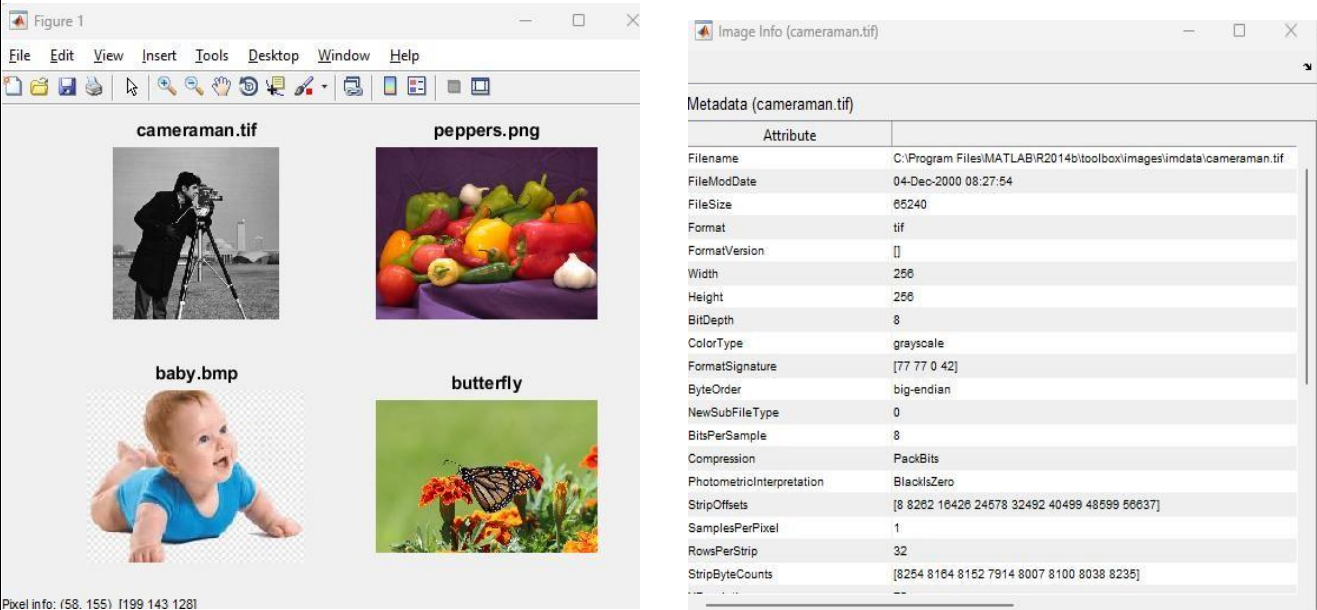 Figure 1
File Edit View Insert Tools Desktop Window Help
cameraman.tif
peppers.png
baby.bmp
butterfly
Pixel info: (58, 155) [199 143 128]
Image Info (cameraman.tif)
Metadata (cameraman.tif)
Attribute
Filename C:\Program Files\MATLAB\R2014b\toolbox\images\imdata\cameraman.tif
FileModDate 04-Dec-2000 08:27:54
FileSize 65240
Format tif
FormatVersion []
Width 256
Height 256
BitDepth 8
ColorType grayscale
FormatSignature [77 77 0 42]
ByteOrder big-endian
NewSubFileType 0
BitsPerSample 8
Compression PackBits
PhotometricInterpretation BlackIsZero
StripOffsets [8 8262 16426 24578 32492 40499 48599 56637]
SamplesPerPixel 1
RowsPerStrip 32
StripByteCounts [8254 8164 8152 7914 8007 8100 8038 8235]